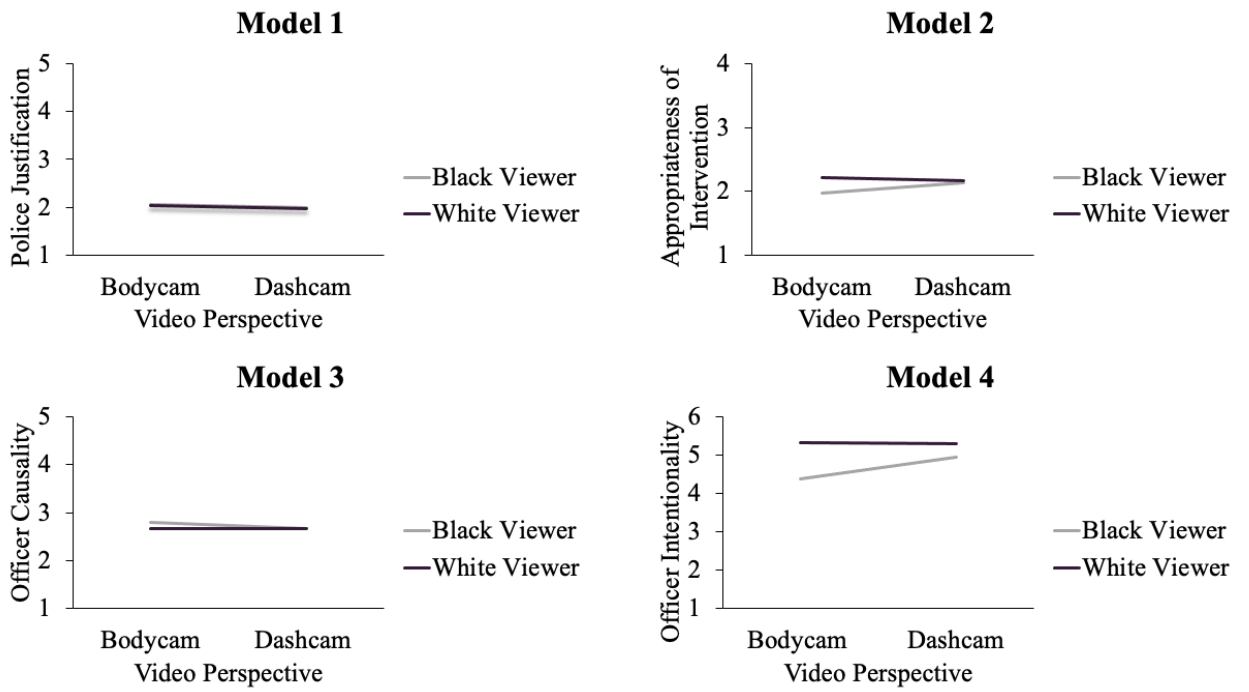 Model 1
Police Justification
5
4
3
2
1
Bodycam Dashcam
Video Perspective
Black Viewer
White Viewer
Model 2
Appropriateness of
Intervention
4
3
2
1
Bodycam Dashcam
Video Perspective
Black Viewer
White Viewer
Model 3
Officer Causality
5
4
3
2
1
Bodycam Dashcam
Video Perspective
Black Viewer
White Viewer
Model 4
Officer Intentionality
6
5
4
3
2
1
Bodycam Dashcam
Video Perspective
Black Viewer
White Viewer